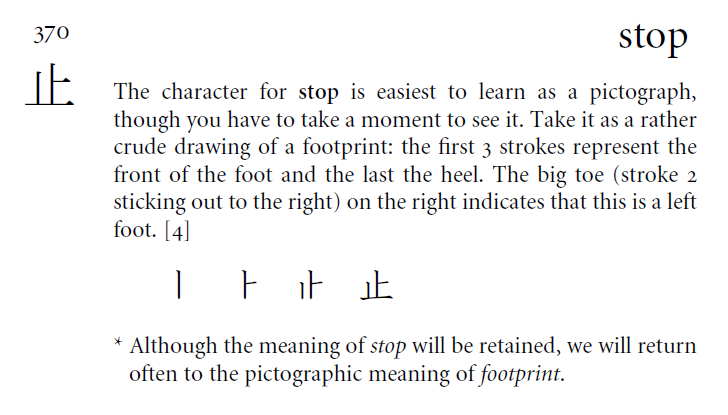 370
stop
止
The character for stop is easiest to learn as a pictograph,
though you have to take a moment to see it. Take it as a rather
crude drawing of a footprint: the first 3 strokes represent the
front of the foot and the last the heel. The big toe (stroke 2
sticking out to the right) on the right indicates that this is a left
foot. [4]
丨 ⺊ 止
* Although the meaning of stop will be retained, we will return
often to the pictographic meaning of footprint.